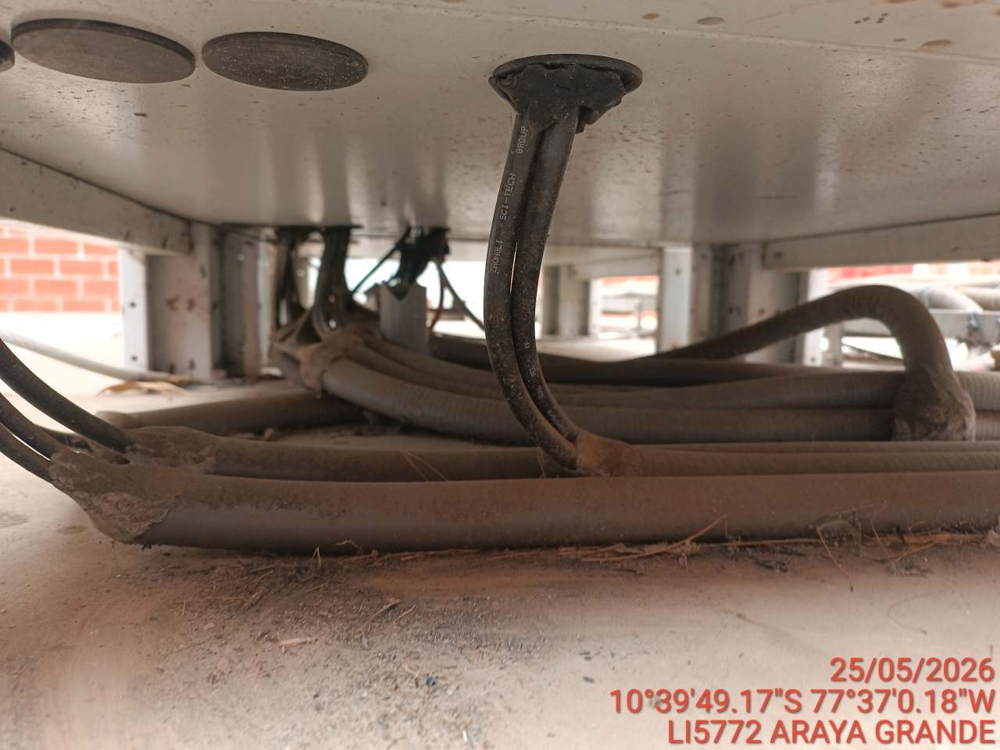 ZHONGLI SCI-TECH GROUP
25/05/2026
10°39'49.17"S 77°37'0.18"W
LI5772 ARAYA GRANDE